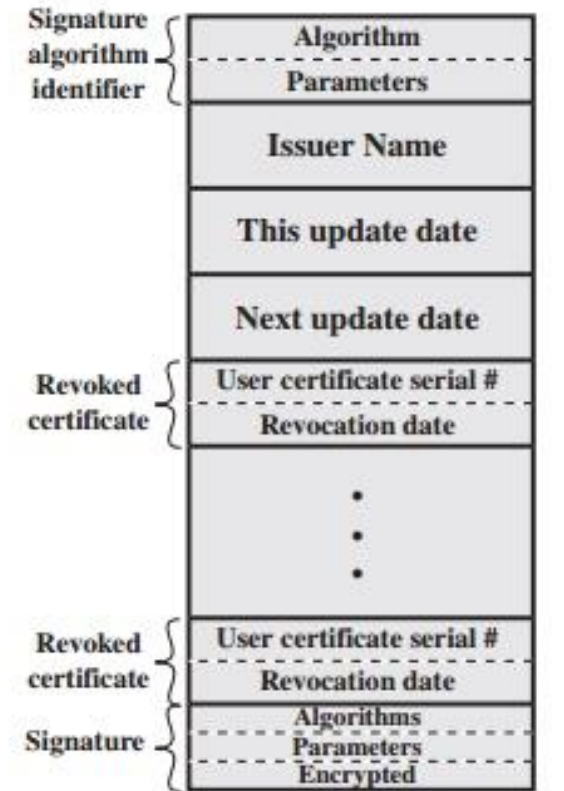 Signature
algorithm
identifier
Algorithm
Parameters
Issuer Name
This update date
Next update date
Revoked
certificate
User certificate serial #
Revocation date
Revoked
certificate
User certificate serial #
Revocation date
Signature
Algorithms
Parameters
Encrypted